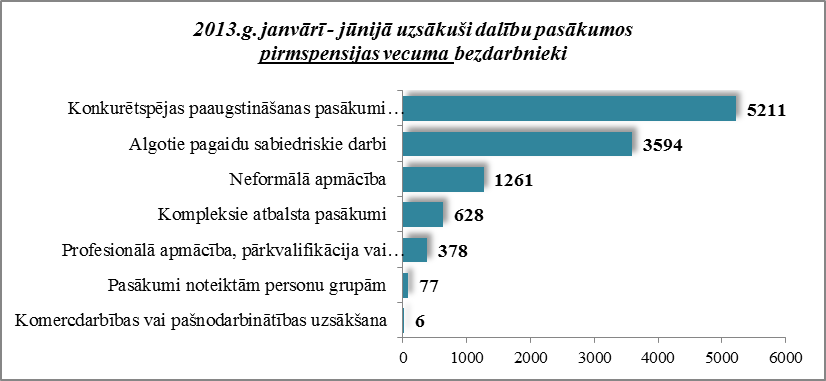 2013.g. janvārī - jūnijā uzsākuši dalību pasākumos
pirmspensijas vecuma bezdarbnieki
Konkurētspējas paaugstināšanas pasākumi… 5211
Algotie pagaidu sabiedriskie darbi 3594
Neformālā apmācība 1261
Kompleksie atbalsta pasākumi 628
Profesionālā apmācība, pārkvalifikācija vai… 378
Pasākumi noteiktām personu grupām 77
Komercdarbības vai pašnodarbinātības uzsākšana 6
0 1000 2000 3000 4000 5000 6000